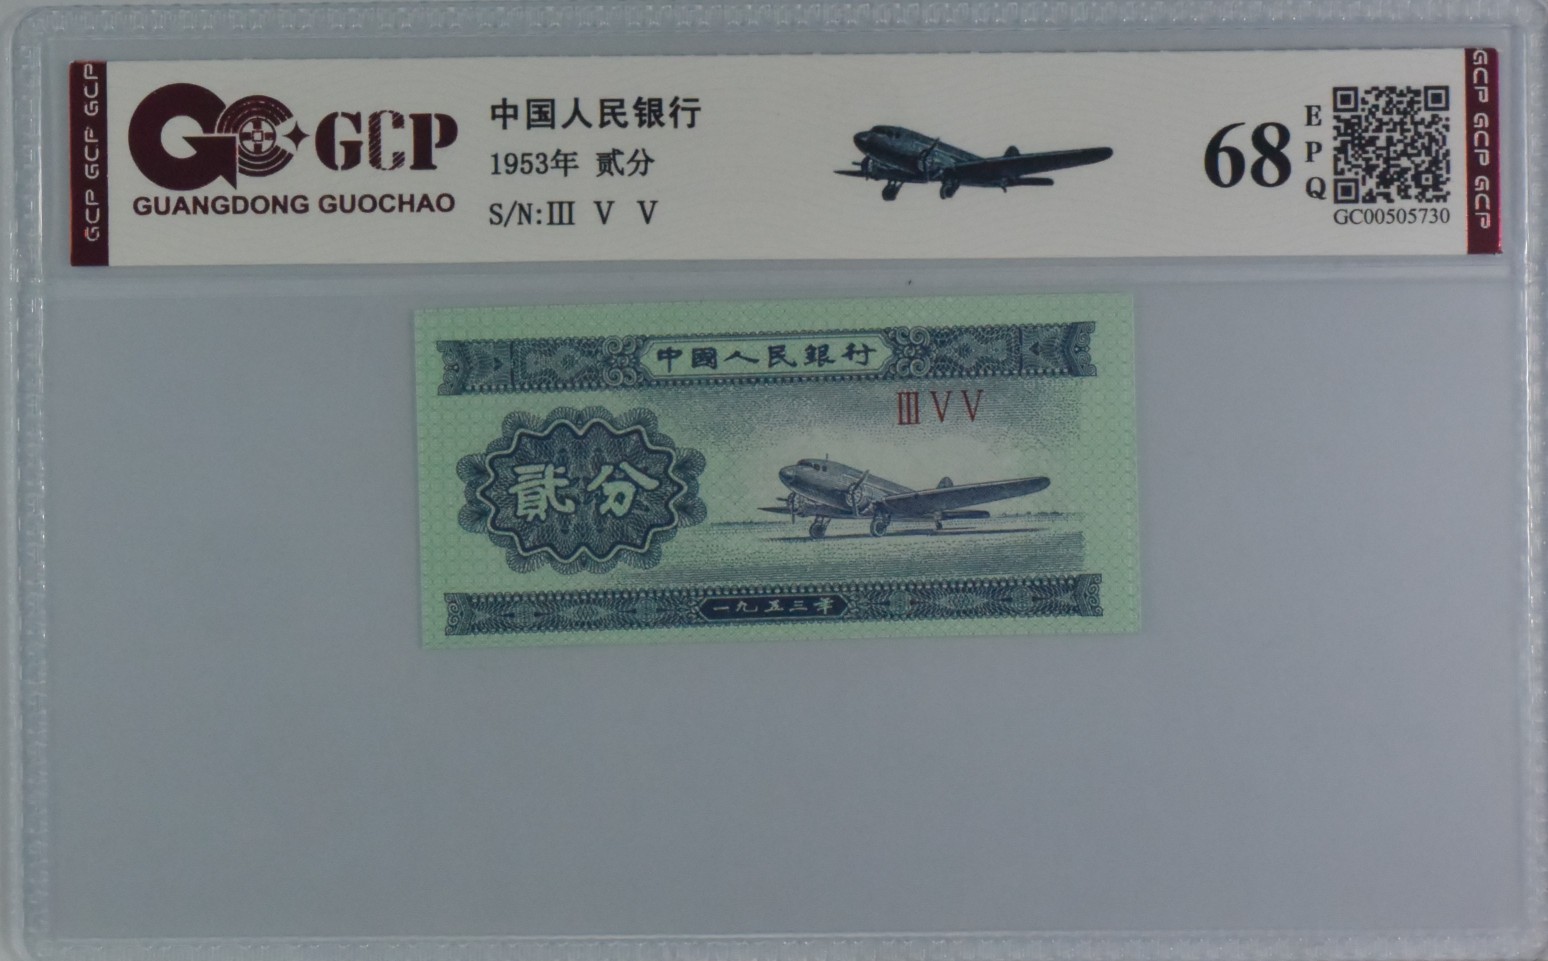 GCP GCP GCP
GCP
GUANGDONG GUOCHAO
中国人民银行
1953年 贰分
S/N:Ⅲ Ⅴ Ⅴ
68
E
P
Q
GC00505730
GCP GCP GCP
中國人民銀行
Ⅲ Ⅴ Ⅴ
貳分
一九五三年